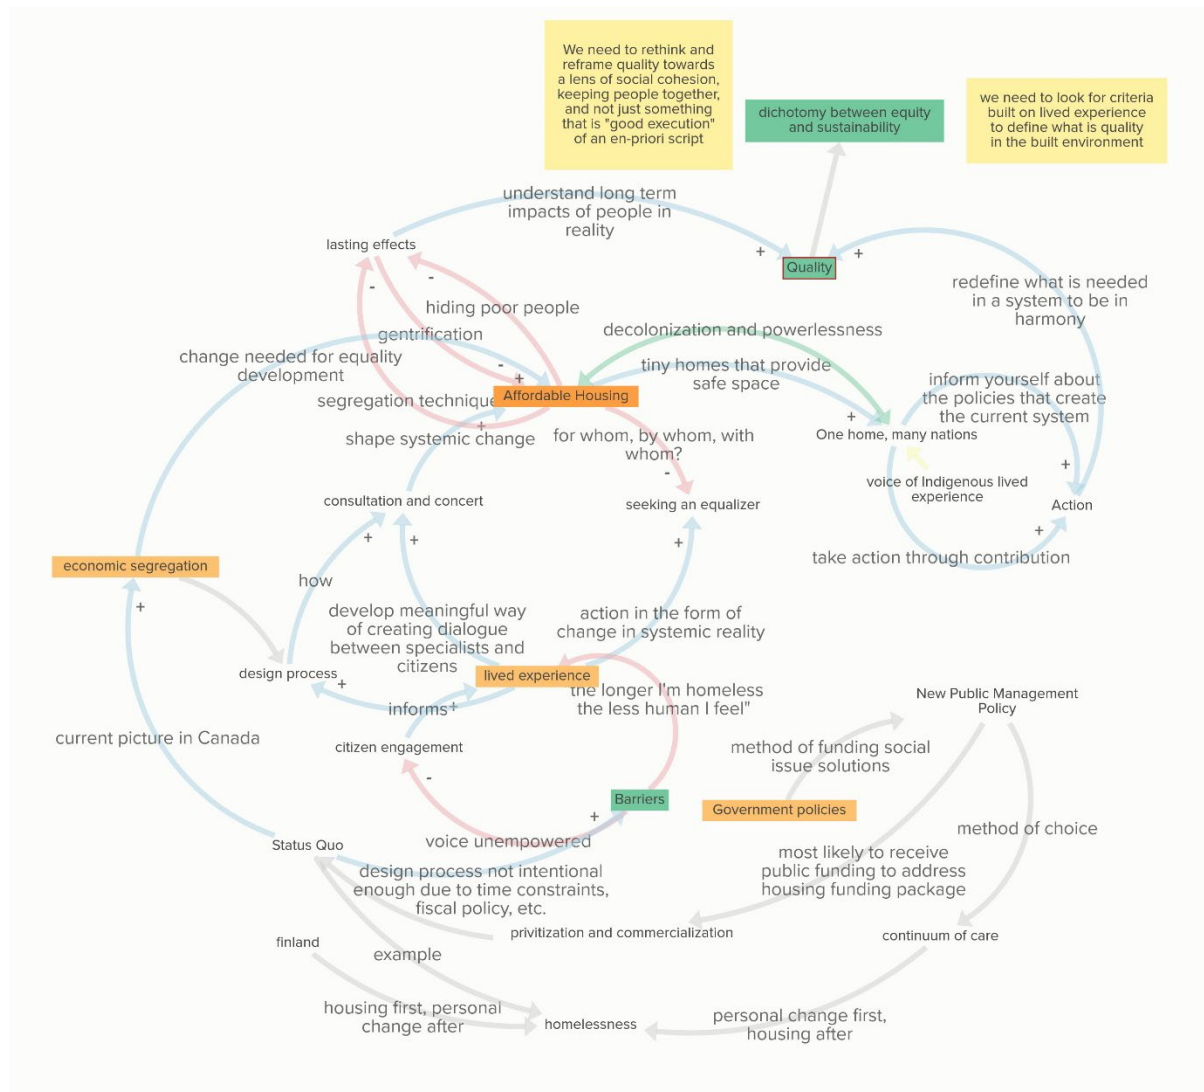 We need to rethink and
reframe quality towards
a lens of social cohesion,
keeping people together,
and not just something
that is "good execution"
of an en-priori script
dichotomy between equity
and sustainability
we need to look for criteria
built on lived experience
to define what is quality
in the built environment
understand long term
impacts of people in
reality
lasting effects
+
+
Quality
-
-
hiding poor people
redefine what is needed
in a system to be in
harmony
gentrification
decolonization and powerlessness
change needed for equality
development
-
+
tiny homes that provide
safe space
inform yourself about
the policies that create
the current system
segregation technique
Affordable Housing
+
shape systemic change
+
for whom, by whom, with
whom?
One home, many nations
-
+
voice of Indigenous lived
experience
consultation and concert
seeking an equalizer
Action
+
+
+
+
take action through contribution
economic segregation
how
+
develop meaningful way
of creating dialogue
between specialists and
citizens
action in the form of
change in systemic reality
design process
+
lived experience
the longer I'm homeless
the less human I feel"
informs
+
New Public Management
Policy
current picture in Canada
citizen engagement
-
method of funding social
issue solutions
Barriers
Government policies
+
voice unempowered
method of choice
Status Quo
design process not intentional
enough due to time constraints,
fiscal policy, etc.
most likely to receive
public funding to address
housing funding package
privitization and commercialization
continuum of care
finland
example
housing first, personal
change after
homelessness
personal change first,
housing after